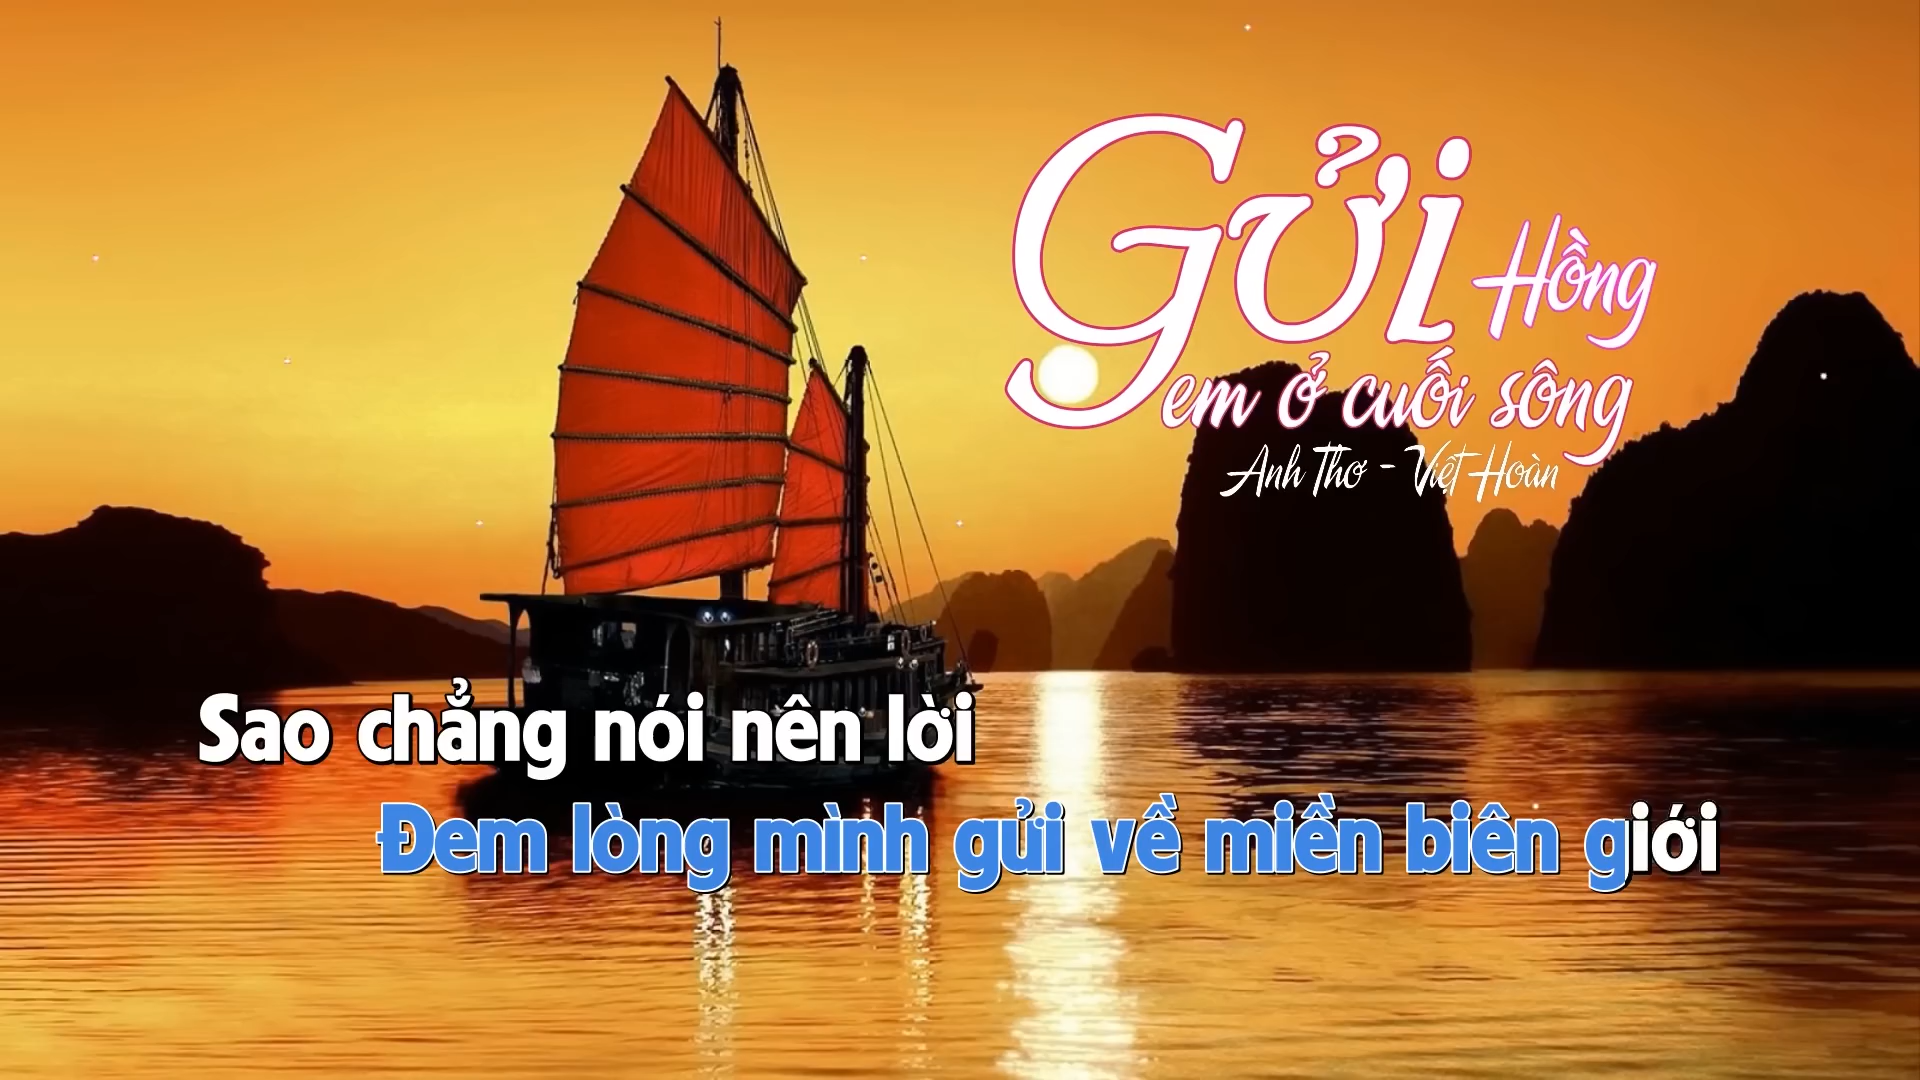 Gửi Hồng
em ở cuối sông
Anh Thơ - Việt Hoàn
Sao chẳng nói nên lời
Đem lòng mình gửi về miền biên giới